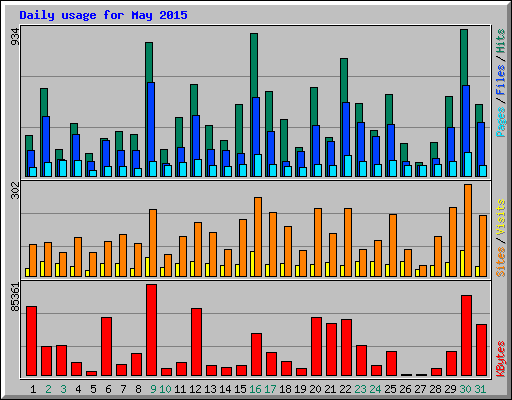 Daily usage for May 2015
934
Pages / Files / Hits
302
Sites / Visits
85361
KBytes
1 2 3 4 5 6 7 8 9 10 11 12 13 14 15 16 17 18 19 20 21 22 23 24 25 26 27 28 29 30 31